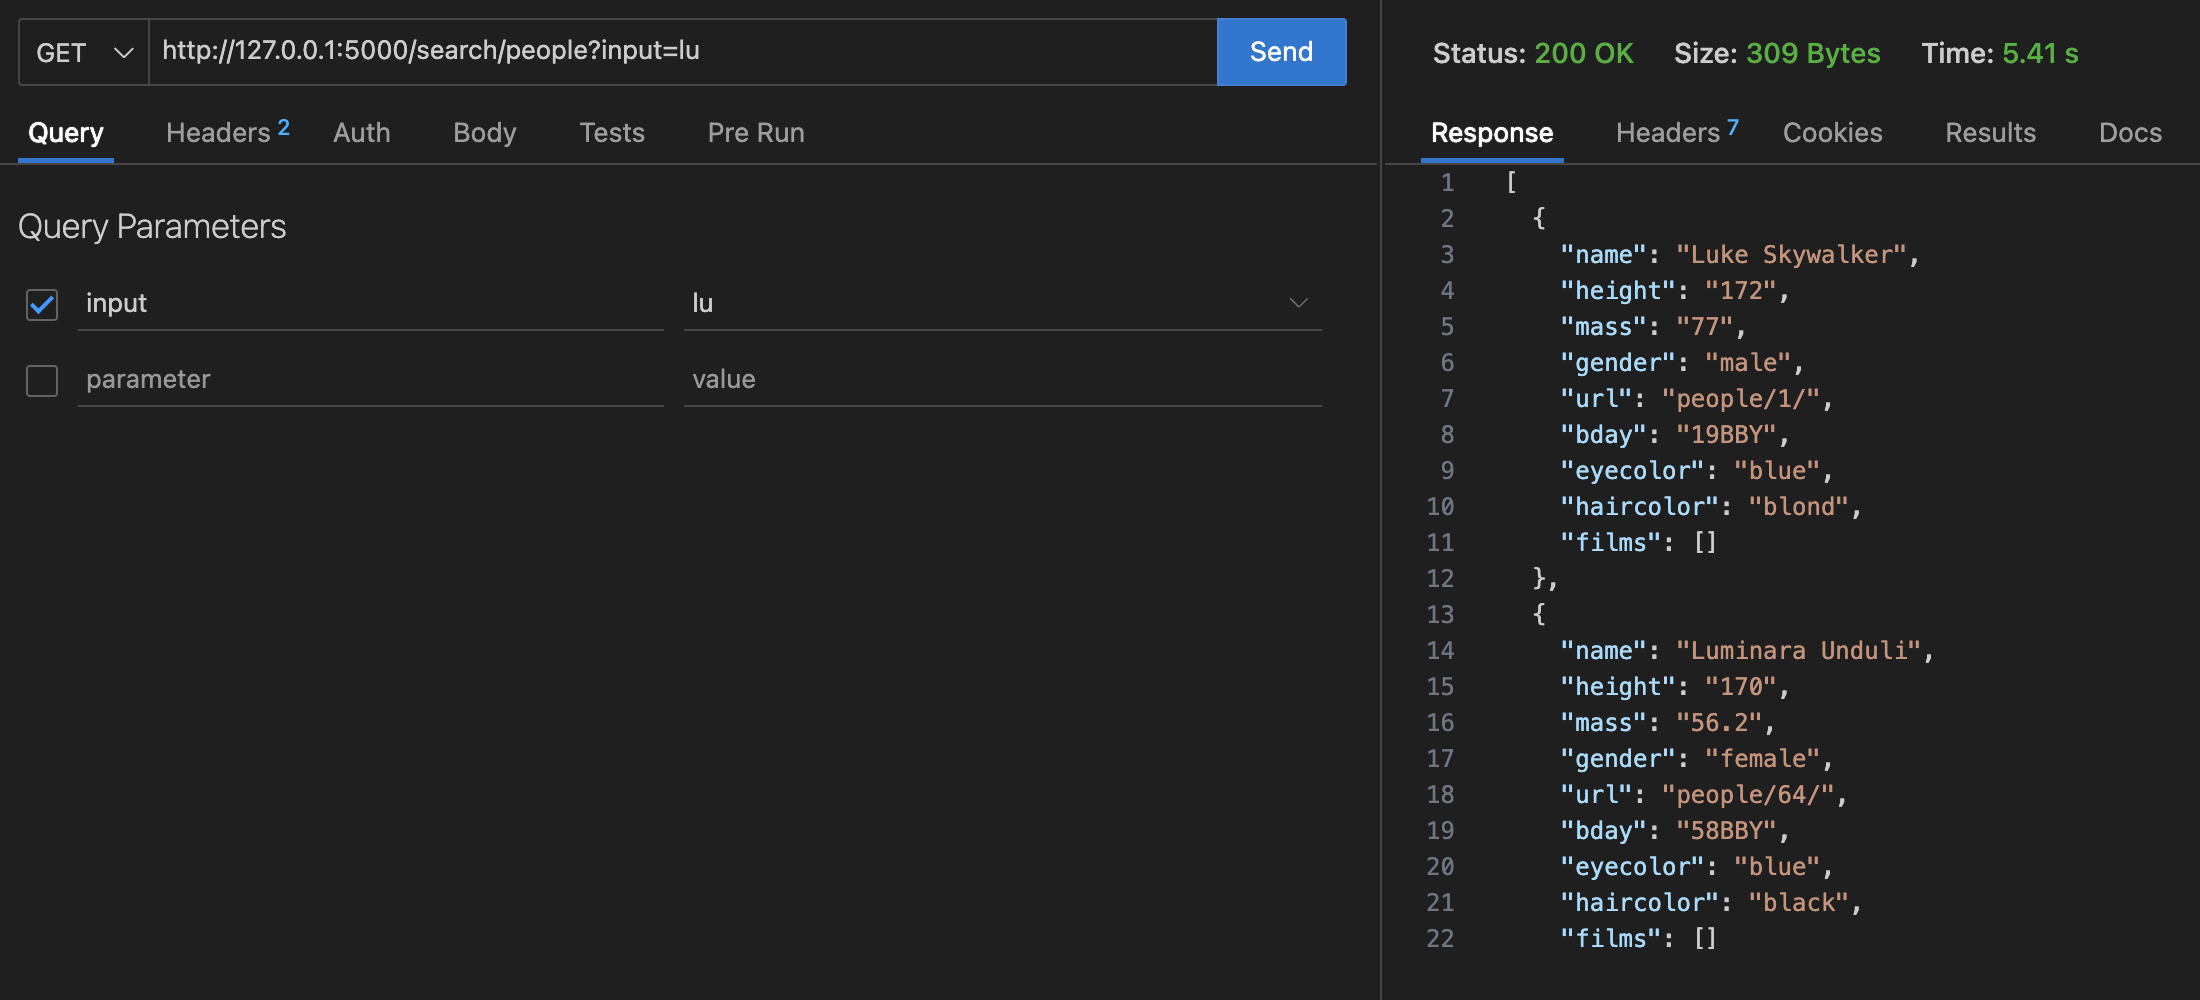 GET http://127.0.0.1:5000/search/people?input=lu Send
Query Headers 2 Auth Body Tests Pre Run
Query Parameters
input lu
parameter value
Status: 200 OK Size: 309 Bytes Time: 5.41 s
Response Headers 7 Cookies Results Docs
1 [
2 {
3 "name": "Luke Skywalker",
4 "height": "172",
5 "mass": "77",
6 "gender": "male",
7 "url": "people/1/",
8 "bday": "19BBY",
9 "eyecolor": "blue",
10 "haircolor": "blond",
11 "films": []
12 },
13 {
14 "name": "Luminara Unduli",
15 "height": "170",
16 "mass": "56.2",
17 "gender": "female",
18 "url": "people/64/",
19 "bday": "58BBY",
20 "eyecolor": "blue",
21 "haircolor": "black",
22 "films": []